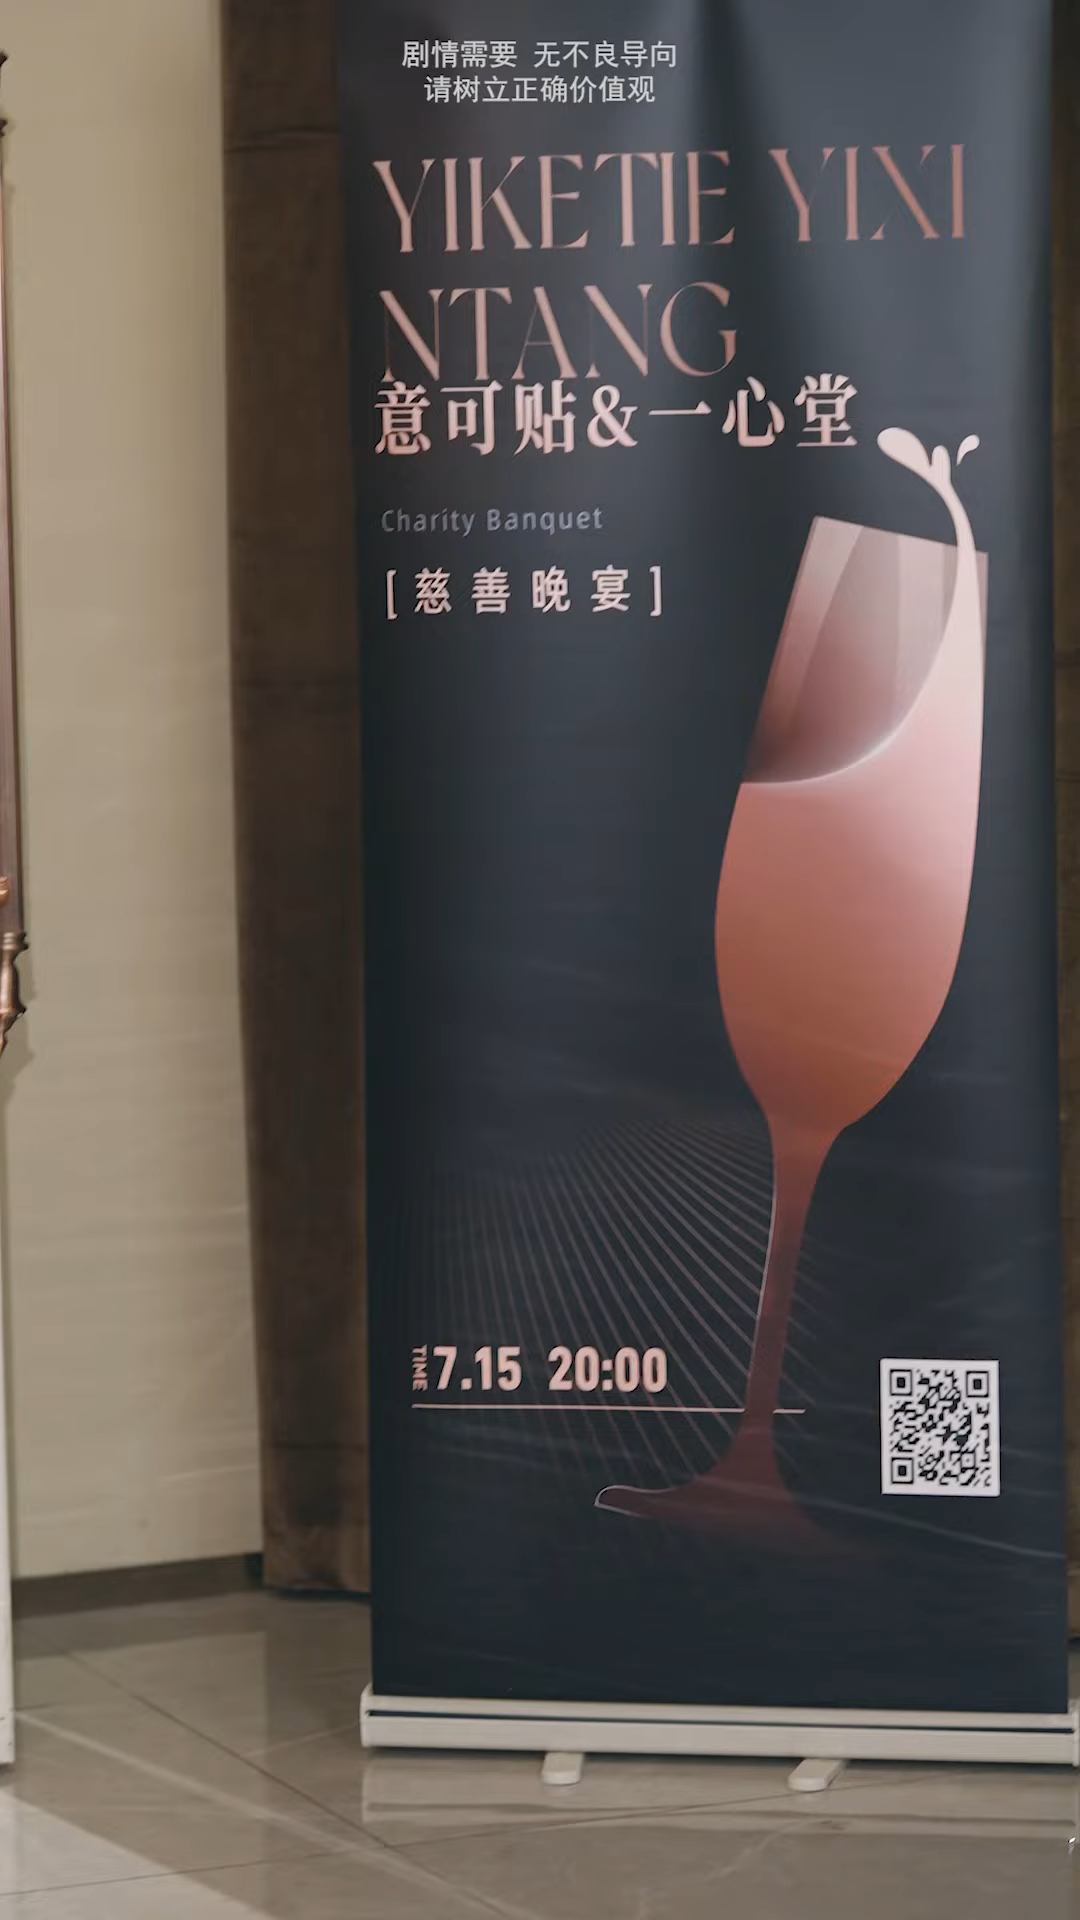 剧情需要 无不良导向
请树立正确价值观
YIKETIE YIXI
NTANG
意可贴&一心堂
Charity Banquet
[慈善晚宴]
TIME 7.15 20:00